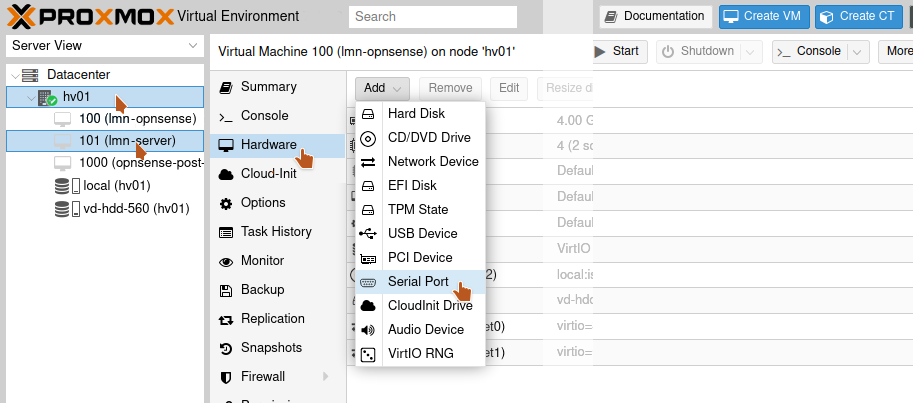 PROXMOX Virtual Environment
Search
Documentation
Create VM
Create CT
Server View
Virtual Machine 100 (lmn-opnsense) on node 'hv01'
Start
Shutdown
Console
More
Datacenter
hv01
100 (lmn-opnsense)
101 (lmn-server)
1000 (opnsense-post-
local (hv01)
vd-hdd-560 (hv01)
Summary
Console
Hardware
Cloud-Init
Options
Task History
Monitor
Backup
Replication
Snapshots
Firewall
Add
Remove
Edit
Resize di
Hard Disk
CD/DVD Drive
Network Device
EFI Disk
TPM State
USB Device
PCI Device
Serial Port
CloudInit Drive
Audio Device
VirtIO RNG
4.00 G
4 (2 so
Defaul
Defaul
Defaul
VirtIO
2)
local:is
vd-hdd
et0)
virtio=
et1)
virtio=